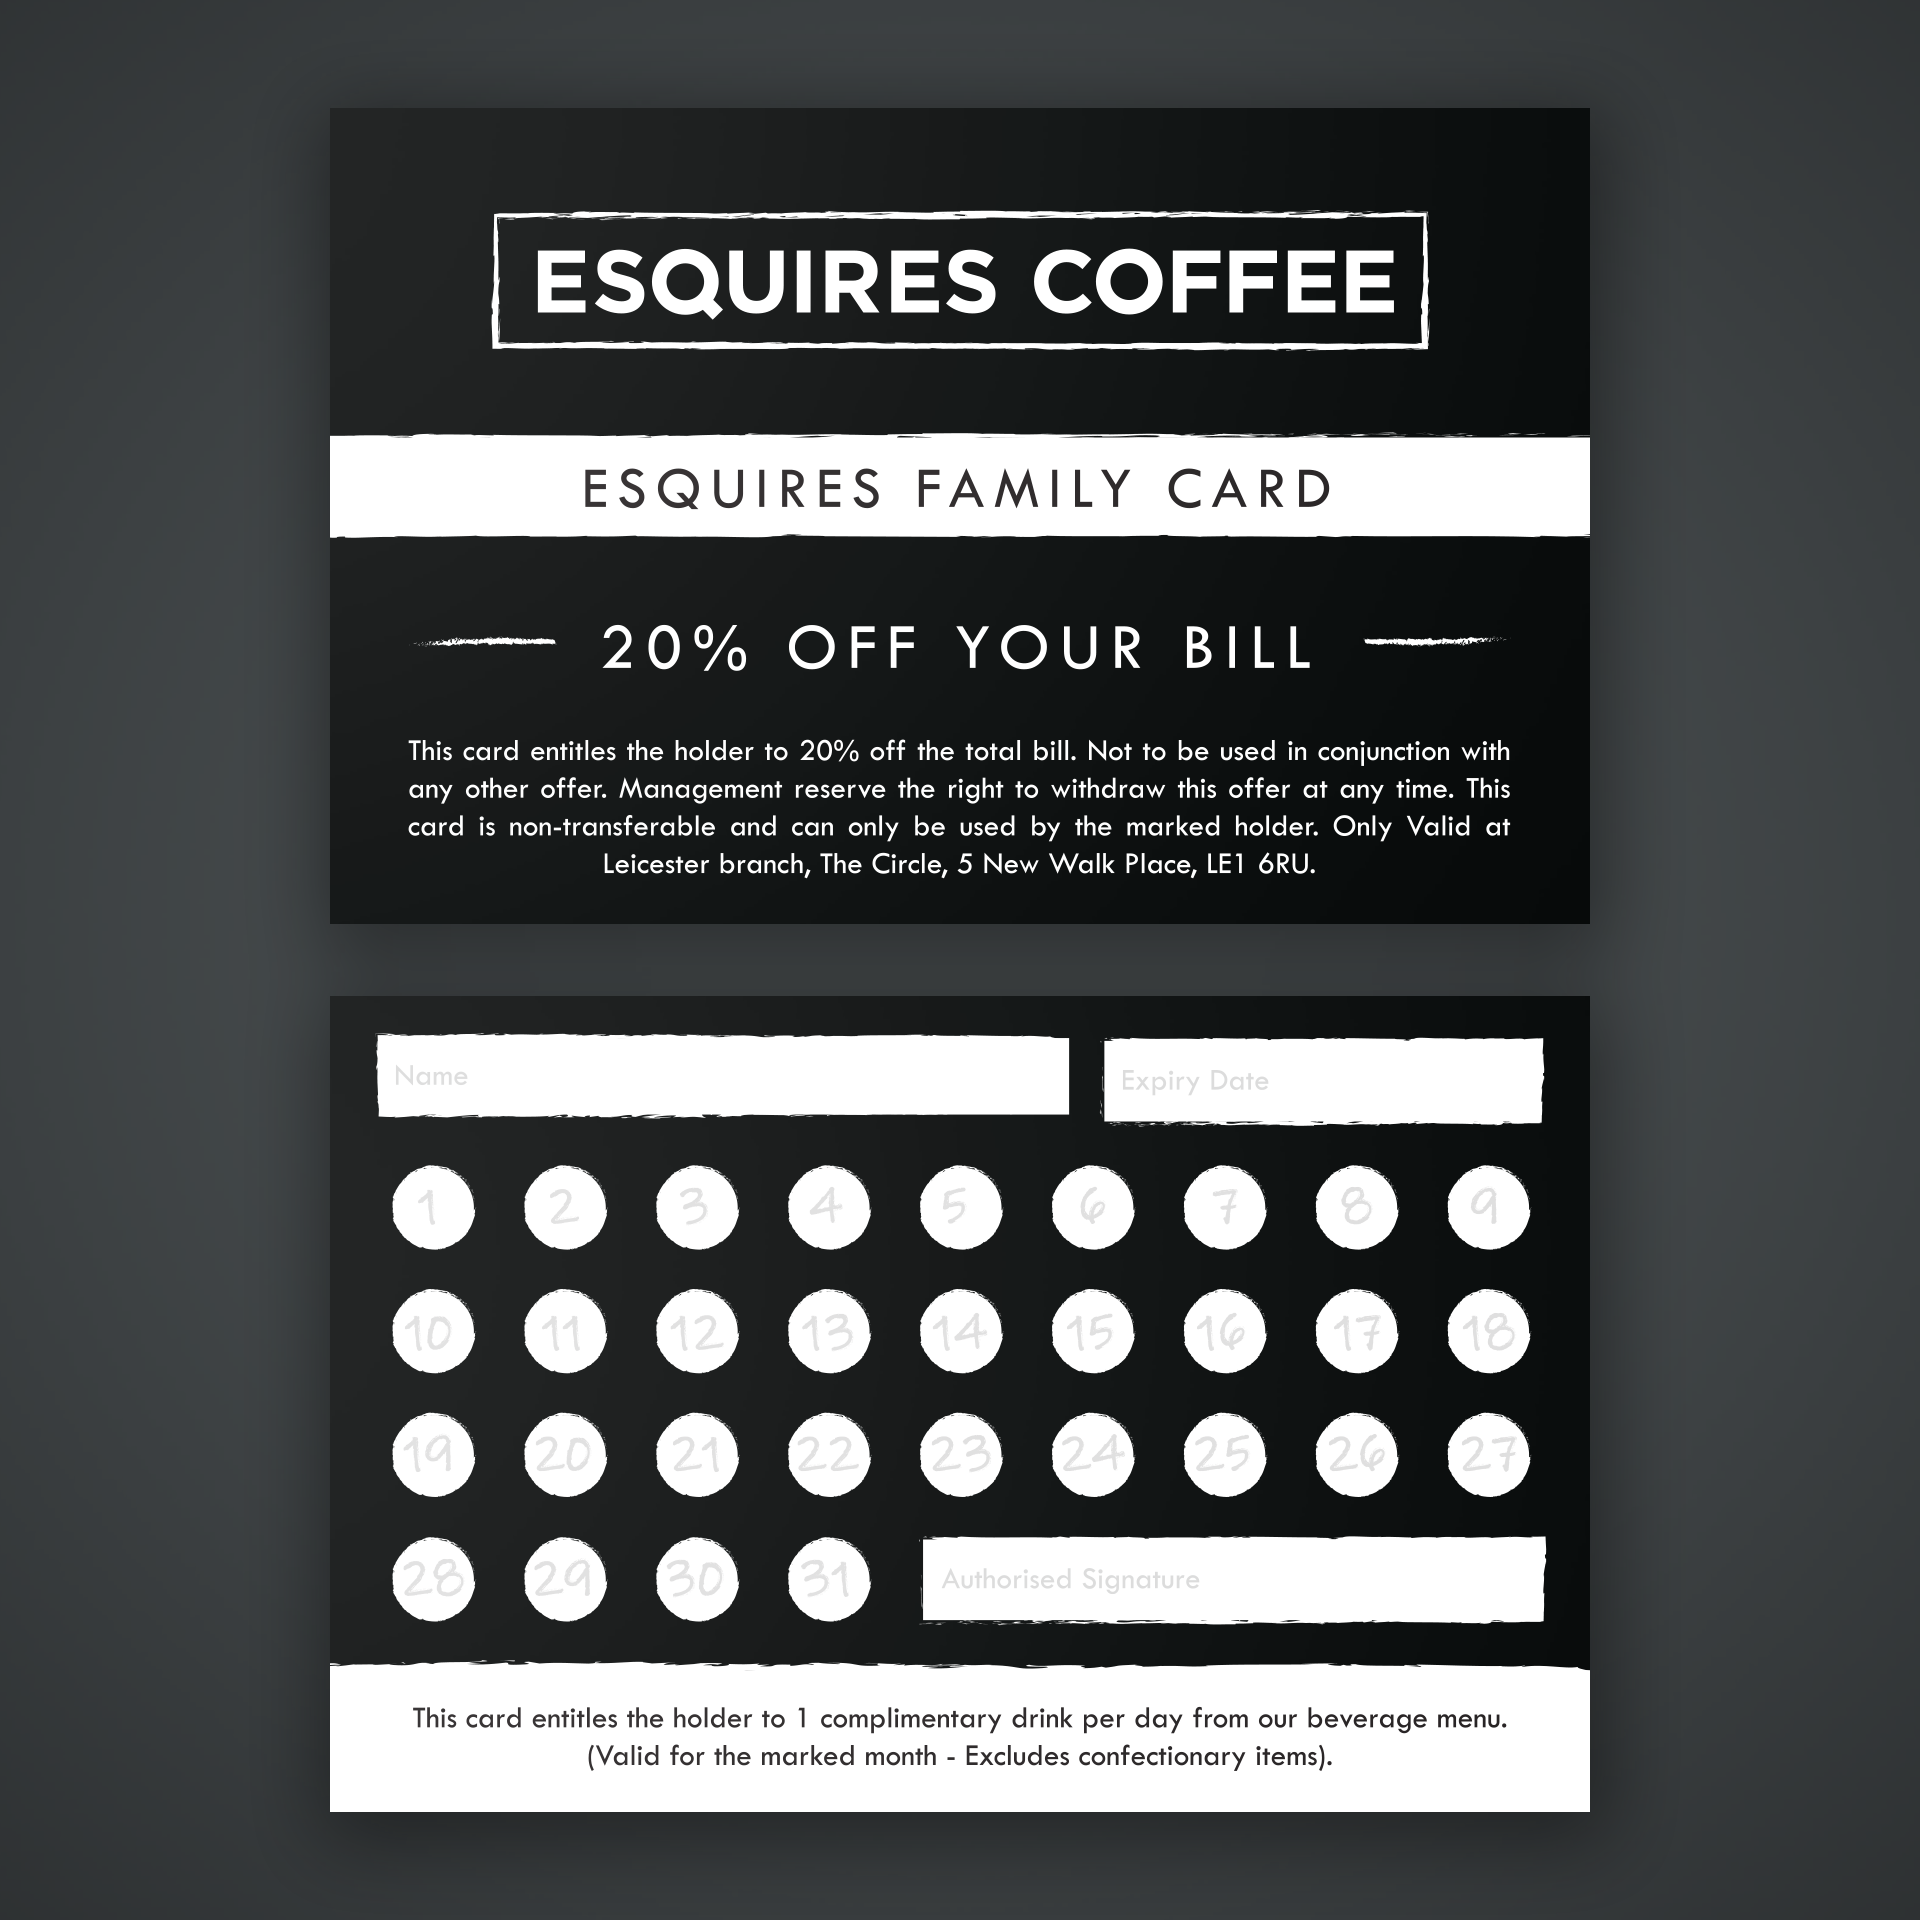 ESQUIRES COFFEE
ESQUIRES FAMILY CARD
20% OFF YOUR BILL
This card entitles the holder to 20% off the total bill. Not to be used in conjunction with
any other offer. Management reserve the right to withdraw this offer at any time. This
card is non-transferable and can only be used by the marked holder. Only Valid at
Leicester branch, The Circle, 5 New Walk Place, LE1 6RU.
Name Expiry Date
1 2 3 4 5 6 7 8 9
10 11 12 13 14 15 16 17 18
19 20 21 22 23 24 25 26 27
28 29 30 31 Authorised Signature
This card entitles the holder to 1 complimentary drink per day from our beverage menu.
(Valid for the marked month - Excludes confectionary items).